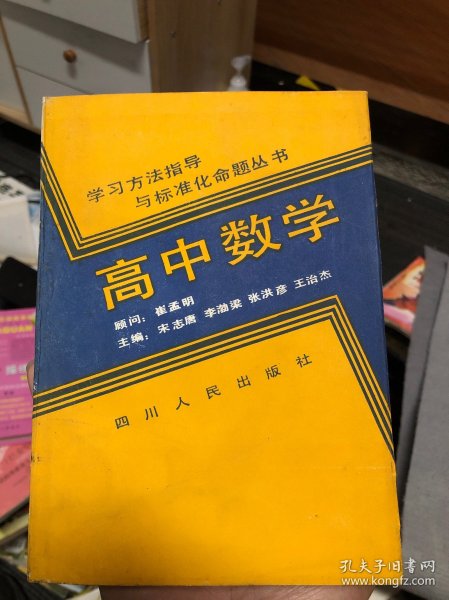 学习方法指导
与标准化命题丛书
高中数学
顾问：崔孟明
主编：宋志唐 李渤梁 张洪彦 王治杰
四川人民出版社
孔夫子旧书网
www.kongfz.com